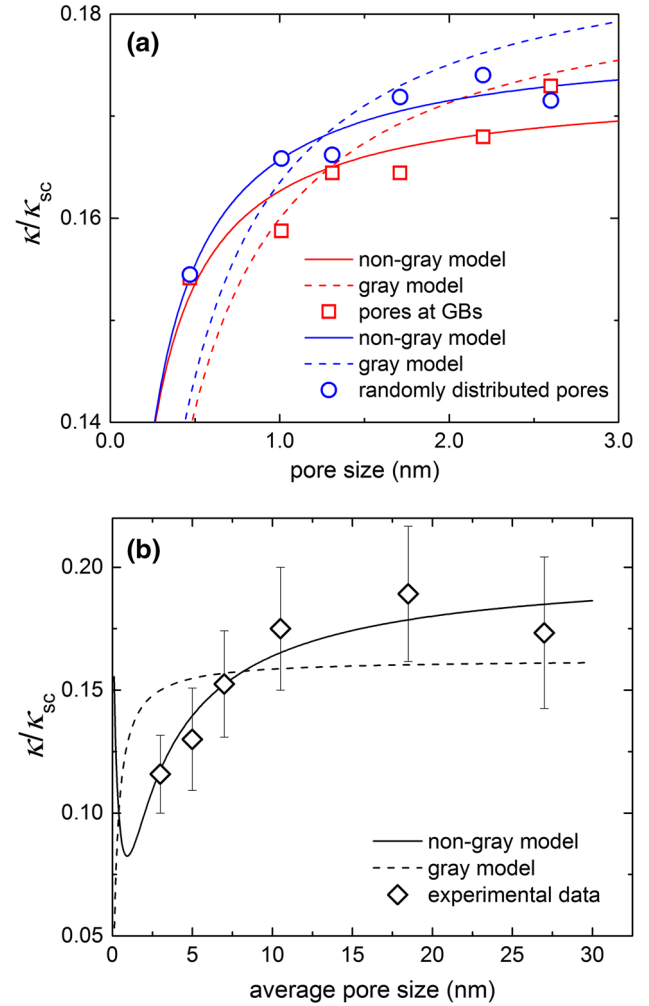 (a)
0.18
0.16
0.14
κ/κsc
non-gray model
gray model
pores at GBs
non-gray model
gray model
randomly distributed pores
0.0 1.0 2.0 3.0
pore size (nm)
(b)
0.20
0.15
0.10
0.05
κ/κsc
non-gray model
gray model
experimental data
0 5 10 15 20 25 30
average pore size (nm)